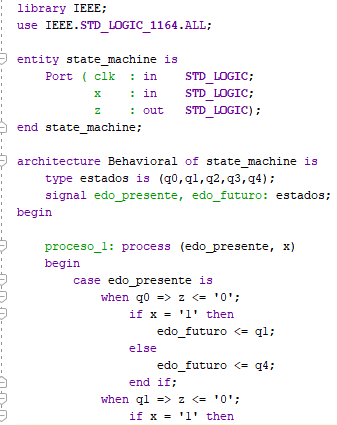 library IEEE;
use IEEE.STD_LOGIC_1164.ALL;
entity state_machine is
Port ( clk : in STD_LOGIC;
x : in STD_LOGIC;
z : out STD_LOGIC);
end state_machine;
architecture Behavioral of state_machine is
type estados is (q0,q1,q2,q3,q4);
signal edo_presente, edo_futuro: estados;
begin
proceso_1: process (edo_presente, x)
begin
case edo_presente is
when q0 => z <= '0';
if x = '1' then
edo_futuro <= q1;
else
edo_futuro <= q4;
end if;
when q1 => z <= '0';
if x = '1' then